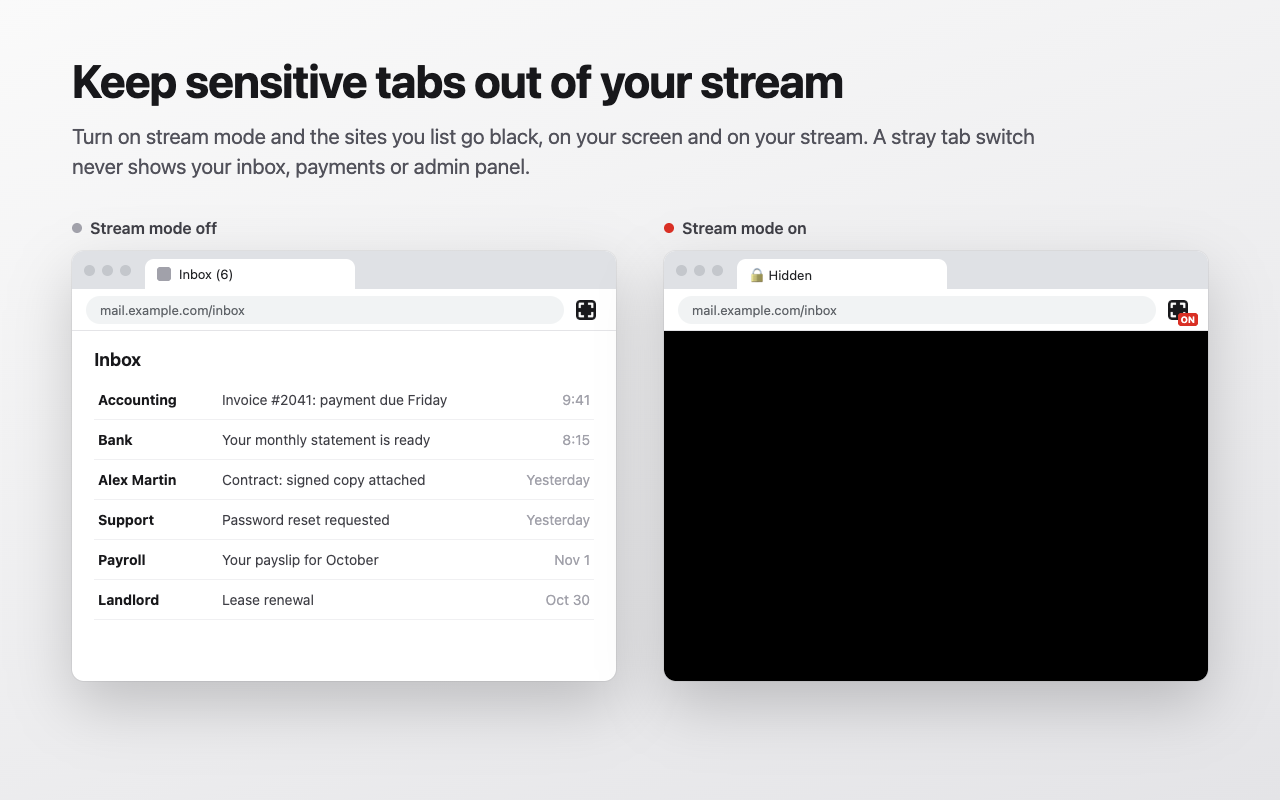 Keep sensitive tabs out of your stream
Turn on stream mode and the sites you list go black, on your screen and on your stream. A stray tab switch
never shows your inbox, payments or admin panel.
Stream mode off
Inbox (6)
mail.example.com/inbox
Inbox
Accounting Invoice #2041: payment due Friday 9:41
Bank Your monthly statement is ready 8:15
Alex Martin Contract: signed copy attached Yesterday
Support Password reset requested Yesterday
Payroll Your payslip for October Nov 1
Landlord Lease renewal Oct 30
Stream mode on
🔒 Hidden
mail.example.com/inbox
ON